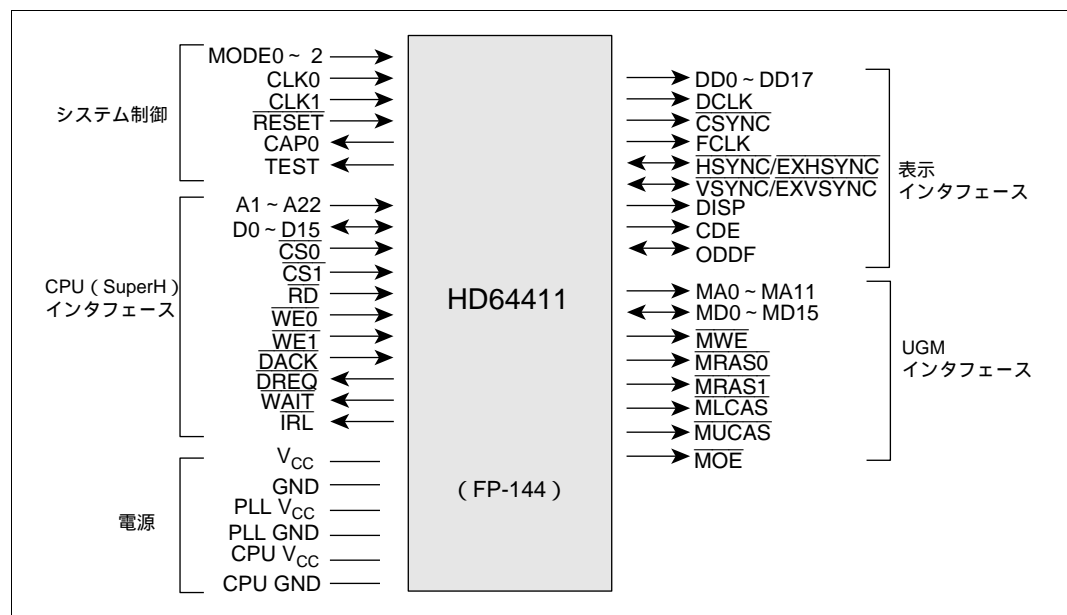 システム制御
MODE0 ~ 2
CLK0
CLK1
RESET
CAP0
TEST
CPU（SuperH）
インタフェース
A1 ~ A22
D0 ~ D15
CS0
CS1
RD
WE0
WE1
DACK
DREQ
WAIT
IRL
電源
VCC
GND
PLL VCC
PLL GND
CPU VCC
CPU GND
HD64411
（FP-144）
DD0 ~ DD17
DCLK
CSYNC
FCLK
HSYNC/EXHSYNC
VSYNC/EXVSYNC
DISP
CDE
ODDF
表示
インタフェース
MA0 ~ MA11
MD0 ~ MD15
MWE
MRAS0
MRAS1
MLCAS
MUCAS
MOE
UGM
インタフェース